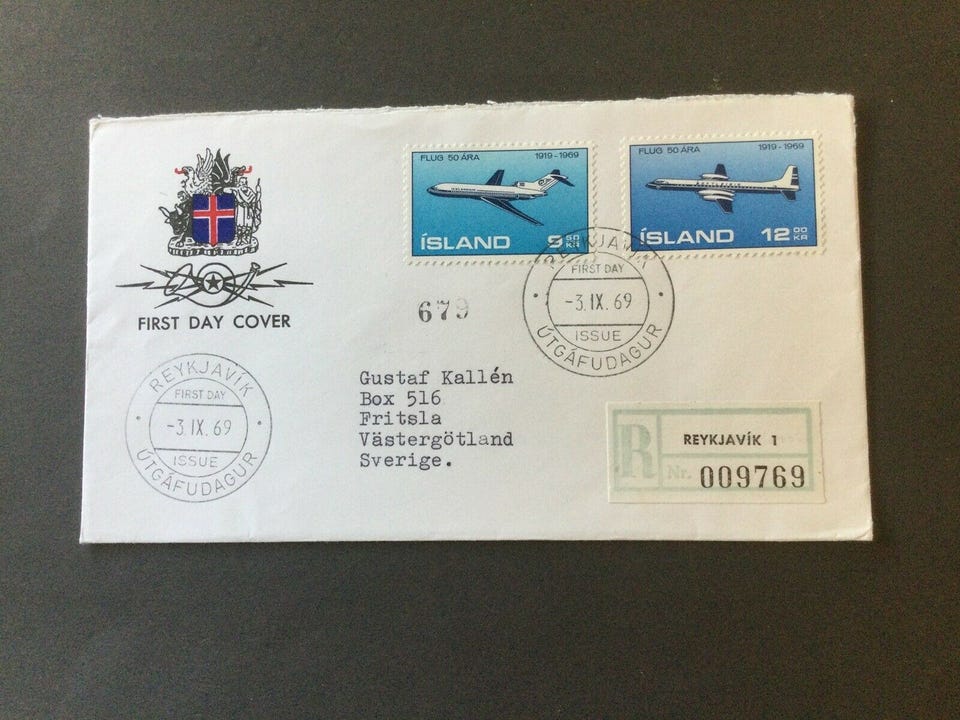 FLUG 50 ÁRA 1919-1969
ÍSLAND 9 50 KR
FLUG 50 ÁRA 1919-1969
ÍSLAND 12 00 KR
FIRST DAY COVER
679
REYKJAVÍK
FIRST DAY
-3.IX.69
ISSUE
ÚTGÁFUDAGUR
REYKJAVÍK
FIRST DAY
-3.IX.69
ISSUE
ÚTGÁFUDAGUR
Gustaf Kallén
Box 516
Fritsla
Västergötland
Sverige.
R
REYKJAVÍK 1
Nr. 009769